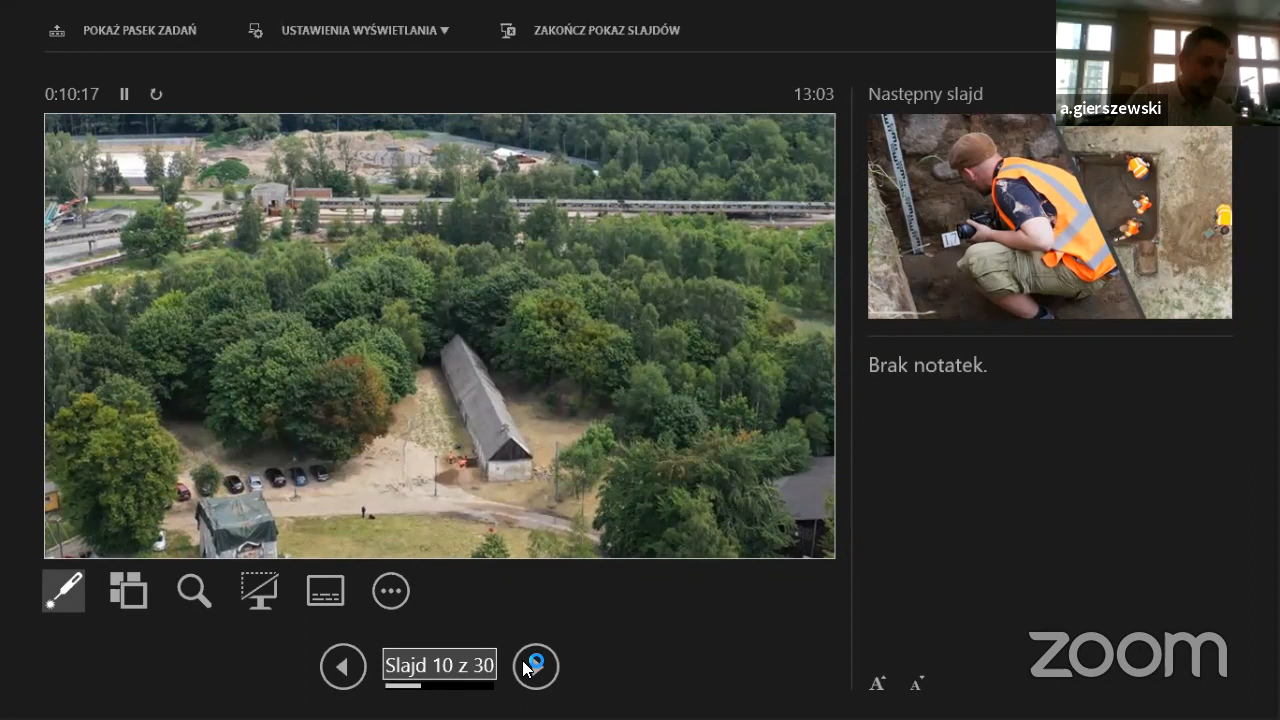 POKAŻ PASEK ZADAŃ
USTAWIENIA WYŚWIETLANIA
ZAKOŃCZ POKAZ SLAJDÓW
a.gierszewski
0:10:17
13:03
Następny slajd
Brak notatek.
Slajd 10 z 30
zoom
A A